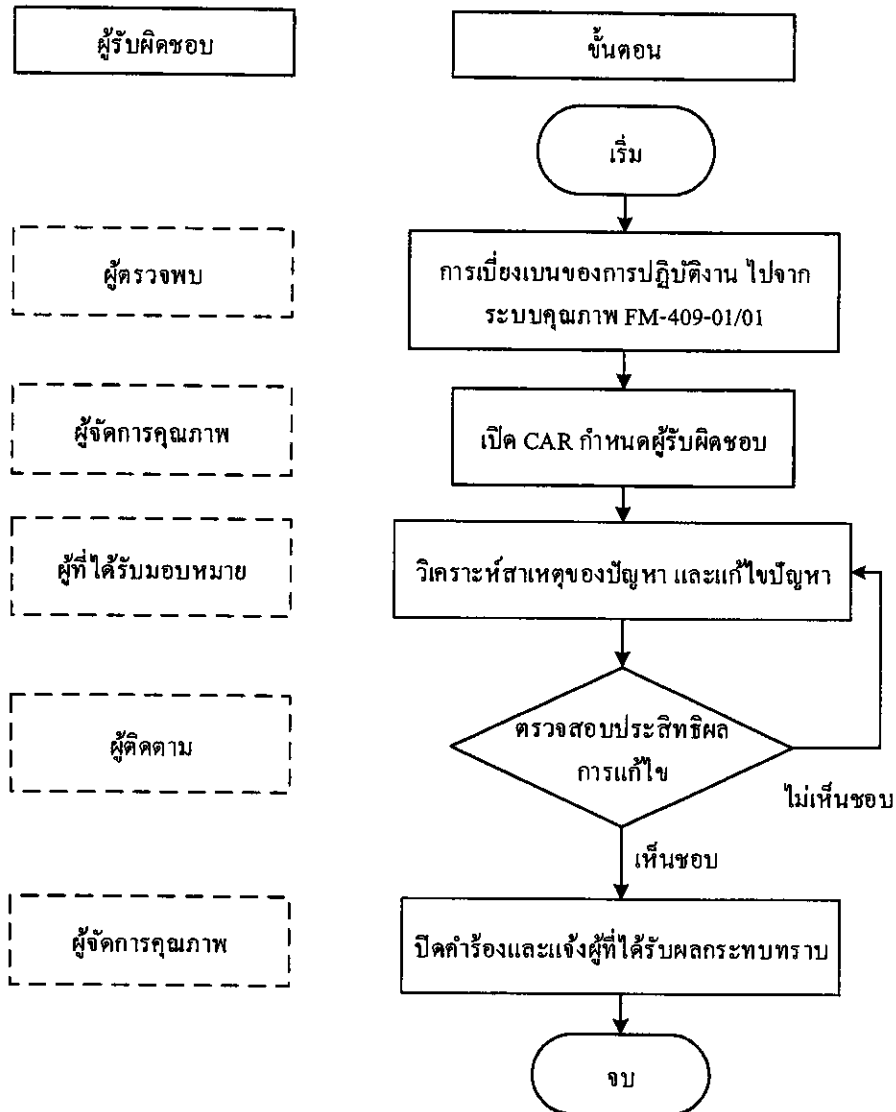 ผู้รับผิดชอบ
ขั้นตอน
เริ่ม
ผู้ตรวจพบ
การเบี่ยงเบนของการปฏิบัติงาน ไปจาก
ระบบคุณภาพ FM-409-01/01
ผู้จัดการคุณภาพ
เปิด CAR กำหนดผู้รับผิดชอบ
ผู้ที่ได้รับมอบหมาย
วิเคราะห์สาเหตุของปัญหา และแก้ไขปัญหา
ผู้ติดตาม
ตรวจสอบประสิทธิผล
การแก้ไข
ไม่เห็นชอบ
เห็นชอบ
ผู้จัดการคุณภาพ
ปิดคำร้องและแจ้งผู้ที่ได้รับผลกระทบทราบ
จบ